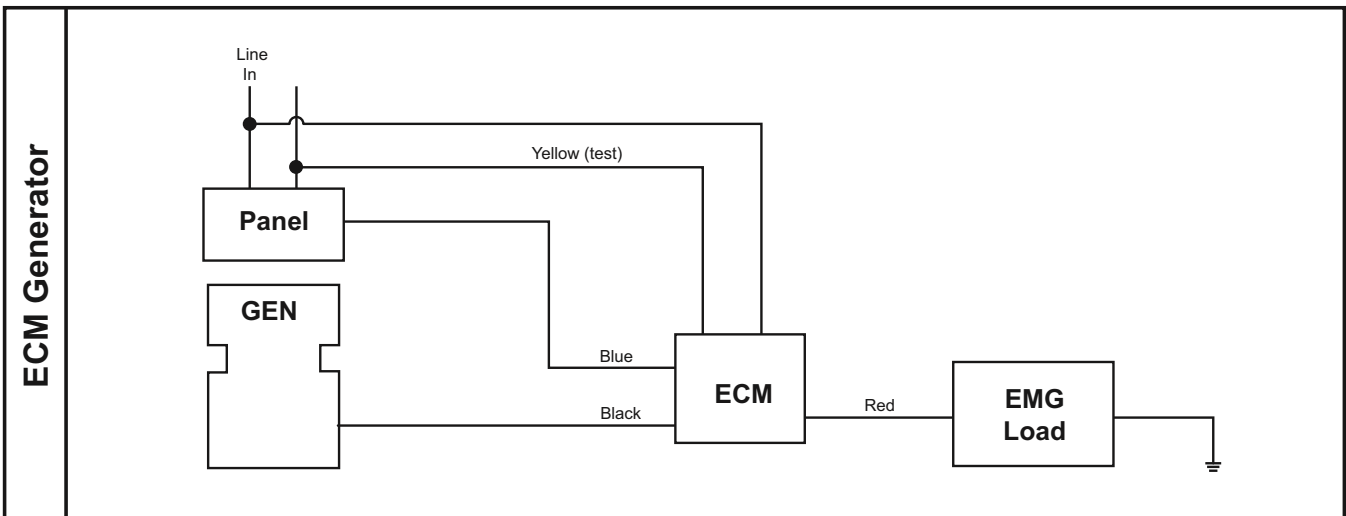 ECM Generator
Line
In
Yellow (test)
Panel
GEN
Blue
Black
ECM
Red
EMG
Load